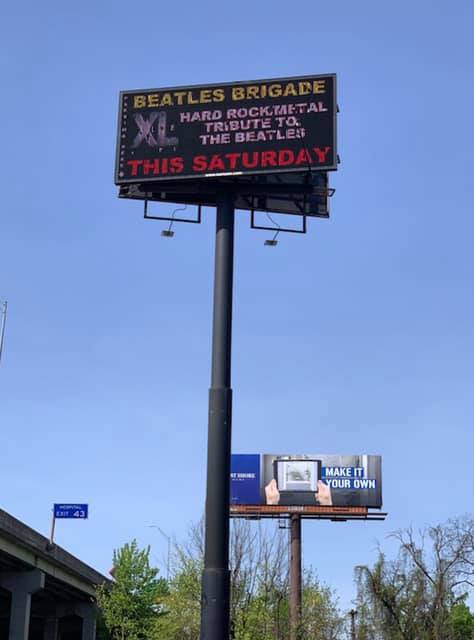 BEATLES BRIGADE
XL
HARD ROCK/METAL
TRIBUTE TO
THE BEATLES
THIS SATURDAY
MAKE IT
YOUR OWN
HOSPITAL
EXIT 43